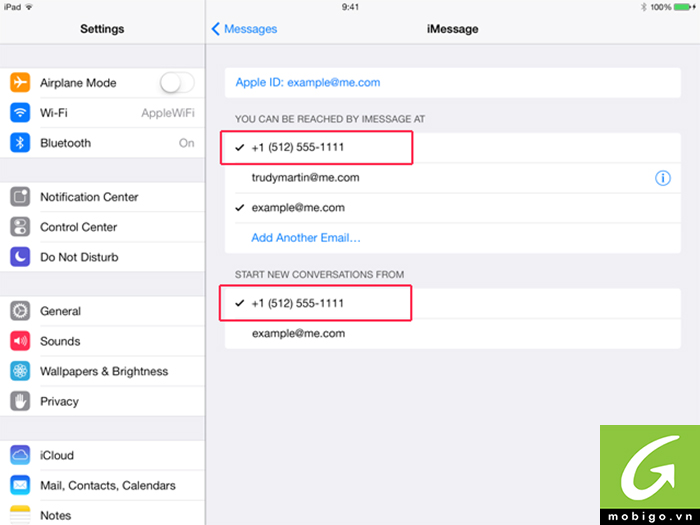 iPad 9:41 100%
Settings
Messages iMessage
Airplane Mode
Wi-Fi AppleWiFi
Bluetooth On
Notification Center
Control Center
Do Not Disturb
General
Sounds
Wallpapers & Brightness
Privacy
iCloud
Mail, Contacts, Calendars
Notes
Apple ID: example@me.com
YOU CAN BE REACHED BY IMESSAGE AT
+1 (512) 555-1111
trudymartin@me.com
example@me.com
Add Another Email…
START NEW CONVERSATIONS FROM
+1 (512) 555-1111
example@me.com
mobigo.vn